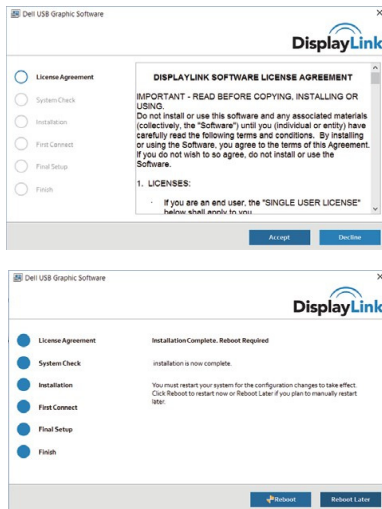 Dell USB Graphic Software
×
DisplayLink
License Agreement
System Check
Installation
First Connect
Final Setup
Finish
DISPLAYLINK SOFTWARE LICENSE AGREEMENT
IMPORTANT - READ BEFORE COPYING, INSTALLING OR
USING.
Do not install or use this software and any associated materials
(collectively, the "Software") until you (individual or entity) have
carefully read the following terms and conditions. By installing
or using the Software, you agree to the terms of this Agreement.
If you do not wish to so agree, do not install or use the
Software.
1. LICENSES:
· If you are an end user, the "SINGLE USER LICENSE"
below shall apply to you
Accept
Decline
Dell USB Graphic Software
×
DisplayLink
License Agreement
System Check
Installation
First Connect
Final Setup
Finish
Installation Complete. Reboot Required
installation is now complete.
You must restart your system for the configuration changes to take effect.
Click Reboot to restart now or Reboot Later if you plan to manually restart
later.
Reboot
Reboot Later